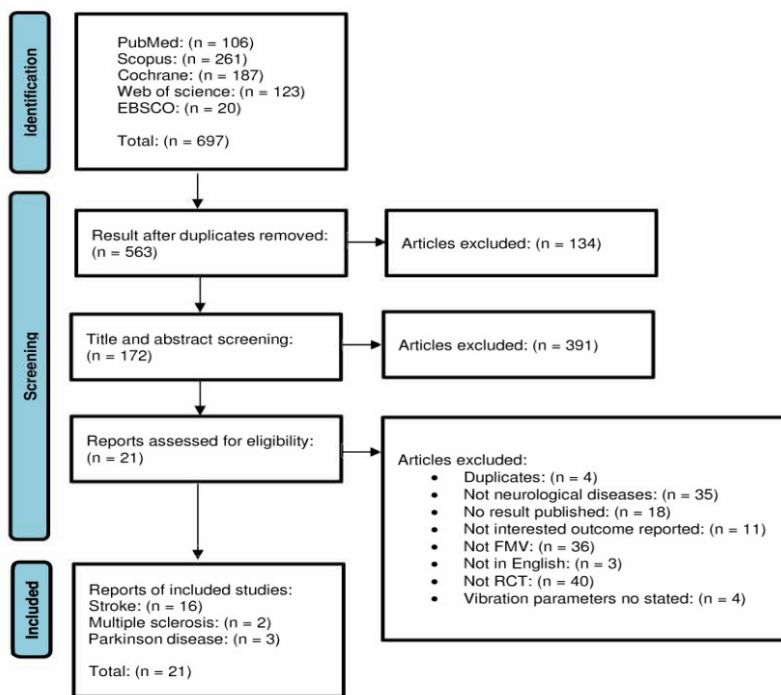 Identification
PubMed: (n = 106)
Scopus: (n = 261)
Cochrane: (n = 187)
Web of science: (n = 123)
EBSCO: (n = 20)
Total: (n = 697)
Screening
Result after duplicates removed:
(n = 563)
Articles excluded: (n = 134)
Title and abstract screening:
(n = 172)
Articles excluded: (n = 391)
Reports assessed for eligibility:
(n = 21)
Articles excluded:
• Duplicates: (n = 4)
• Not neurological diseases: (n = 35)
• No result published: (n = 18)
• Not interested outcome reported: (n = 11)
• Not FMV: (n = 36)
• Not in English: (n = 3)
• Not RCT: (n = 40)
• Vibration parameters no stated: (n = 4)
Included
Reports of included studies:
Stroke: (n = 16)
Multiple sclerosis: (n = 2)
Parkinson disease: (n = 3)
Total: (n = 21)